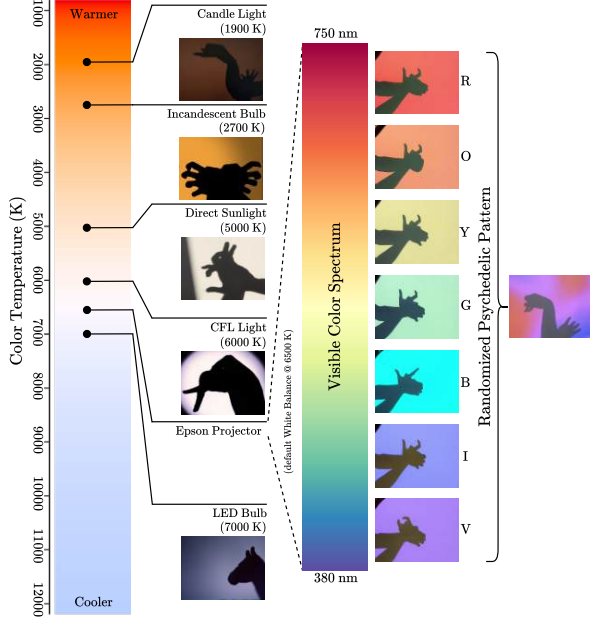 Color Temperature (K)
1000
2000
3000
4000
5000
6000
7000
8000
9000
10000
11000
12000
Warmer
Cooler
Candle Light
(1900 K)
Incandescent Bulb
(2700 K)
Direct Sunlight
(5000 K)
CFL Light
(6000 K)
Epson Projector
LED Bulb
(7000 K)
(default White Balance @ 6500 K)
750 nm
Visible Color Spectrum
380 nm
R
O
Y
G
B
I
V
Randomized Psychedelic Pattern